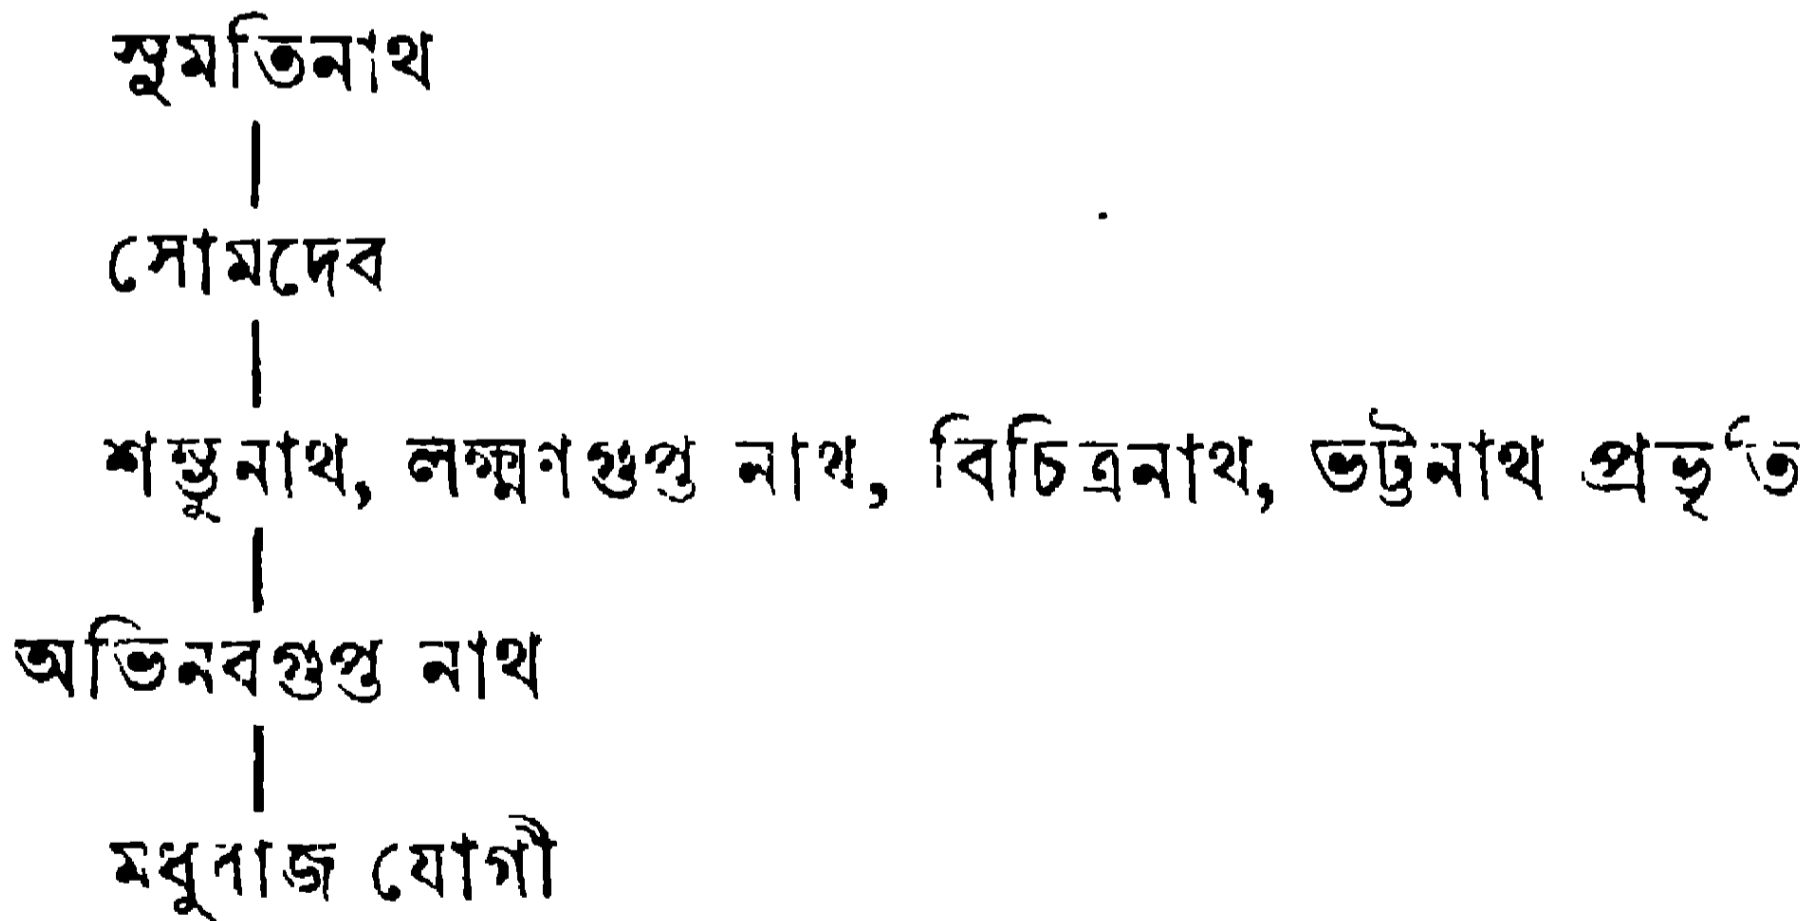 সুমতিনাথ
সোমদেব
শম্ভুনাথ, লক্ষ্মণগুপ্ত নাথ, বিচিত্রনাথ, ভট্টনাথ প্রভৃতি
অভিনবগুপ্ত নাথ
মধুরাজ যোগী